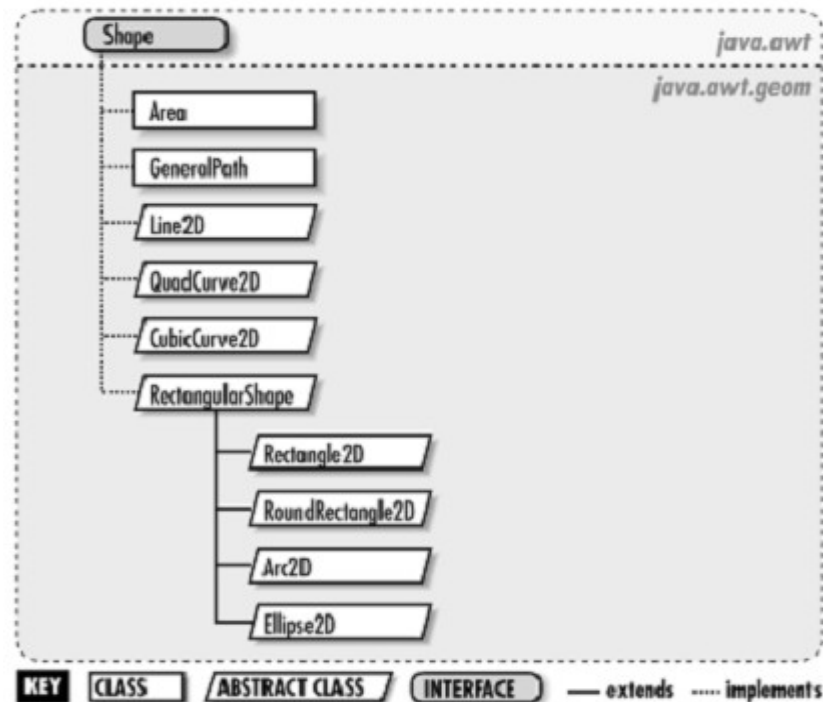 Shape
java.awt
java.awt.geom
Area
GeneralPath
Line2D
QuadCurve2D
CubicCurve2D
RectangularShape
Rectangle2D
RoundRectangle2D
Arc2D
Ellipse2D
KEY CLASS ABSTRACT CLASS INTERFACE extends implements